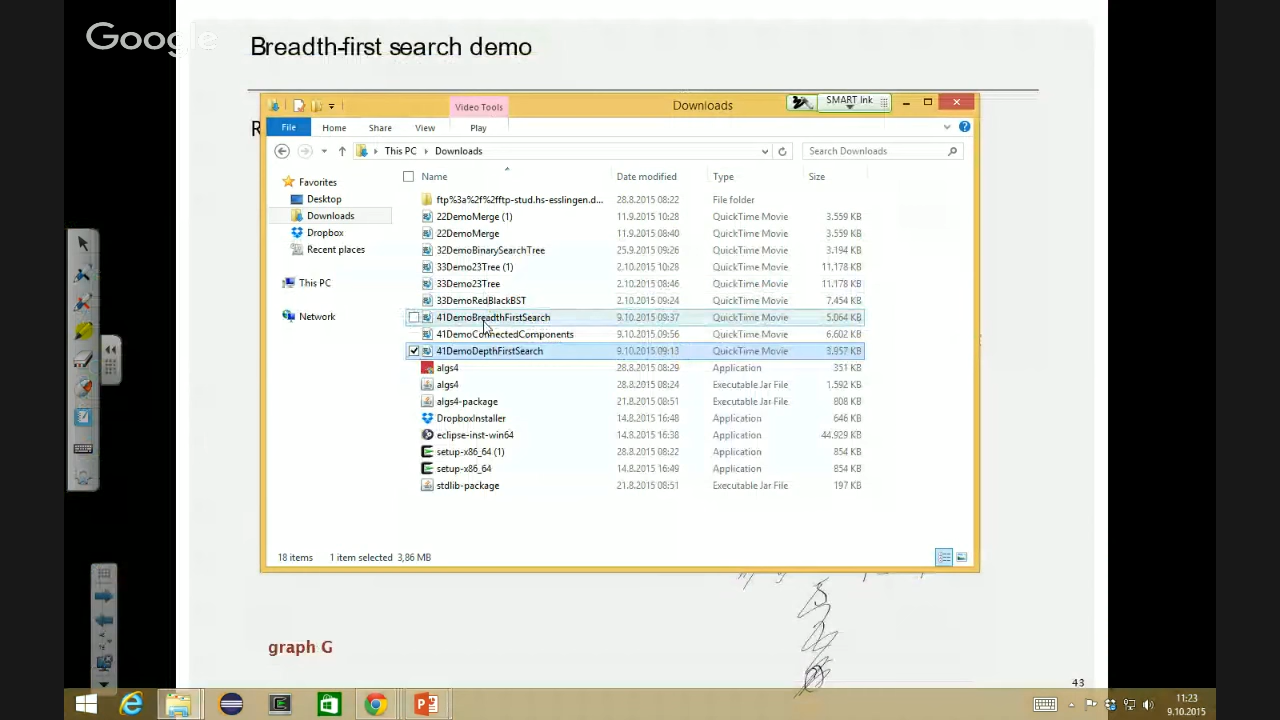 Google
Breadth-first search demo
R
Video Tools
Downloads
SMART Ink
File Home Share View Play
This PC Downloads
Search Downloads
Name Date modified Type Size
Favorites
Desktop
Downloads
Dropbox
Recent places
This PC
Network
ftp%3a%2f%2fftp-stud.hs-esslingen.d... 28.8.2015 08:22 File folder
22DemoMerge (1) 11.9.2015 10:28 QuickTime Movie 3.559 KB
22DemoMerge 11.9.2015 08:40 QuickTime Movie 3.559 KB
32DemoBinarySearchTree 25.9.2015 09:26 QuickTime Movie 3.194 KB
33Demo23Tree (1) 2.10.2015 10:28 QuickTime Movie 11.178 KB
33Demo23Tree 2.10.2015 08:46 QuickTime Movie 11.178 KB
33DemoRedBlackBST 2.10.2015 09:24 QuickTime Movie 7.454 KB
41DemoBreadthFirstSearch 9.10.2015 09:37 QuickTime Movie 5.064 KB
41DemoConnectedComponents 9.10.2015 09:56 QuickTime Movie 6.602 KB
41DemoDepthFirstSearch 9.10.2015 09:13 QuickTime Movie 3.957 KB
algs4 28.8.2015 08:29 Application 351 KB
algs4 28.8.2015 08:24 Executable Jar File 1.592 KB
algs4-package 21.8.2015 08:51 Executable Jar File 808 KB
DropboxInstaller 14.8.2015 16:48 Application 646 KB
eclipse-inst-win64 14.8.2015 16:38 Application 44.929 KB
setup-x86_64 (1) 28.8.2015 08:22 Application 854 KB
setup-x86_64 14.8.2015 16:49 Application 854 KB
stdlib-package 21.8.2015 08:51 Executable Jar File 197 KB
18 items 1 item selected 3,86 MB
graph G
43
11:23
9.10.2015